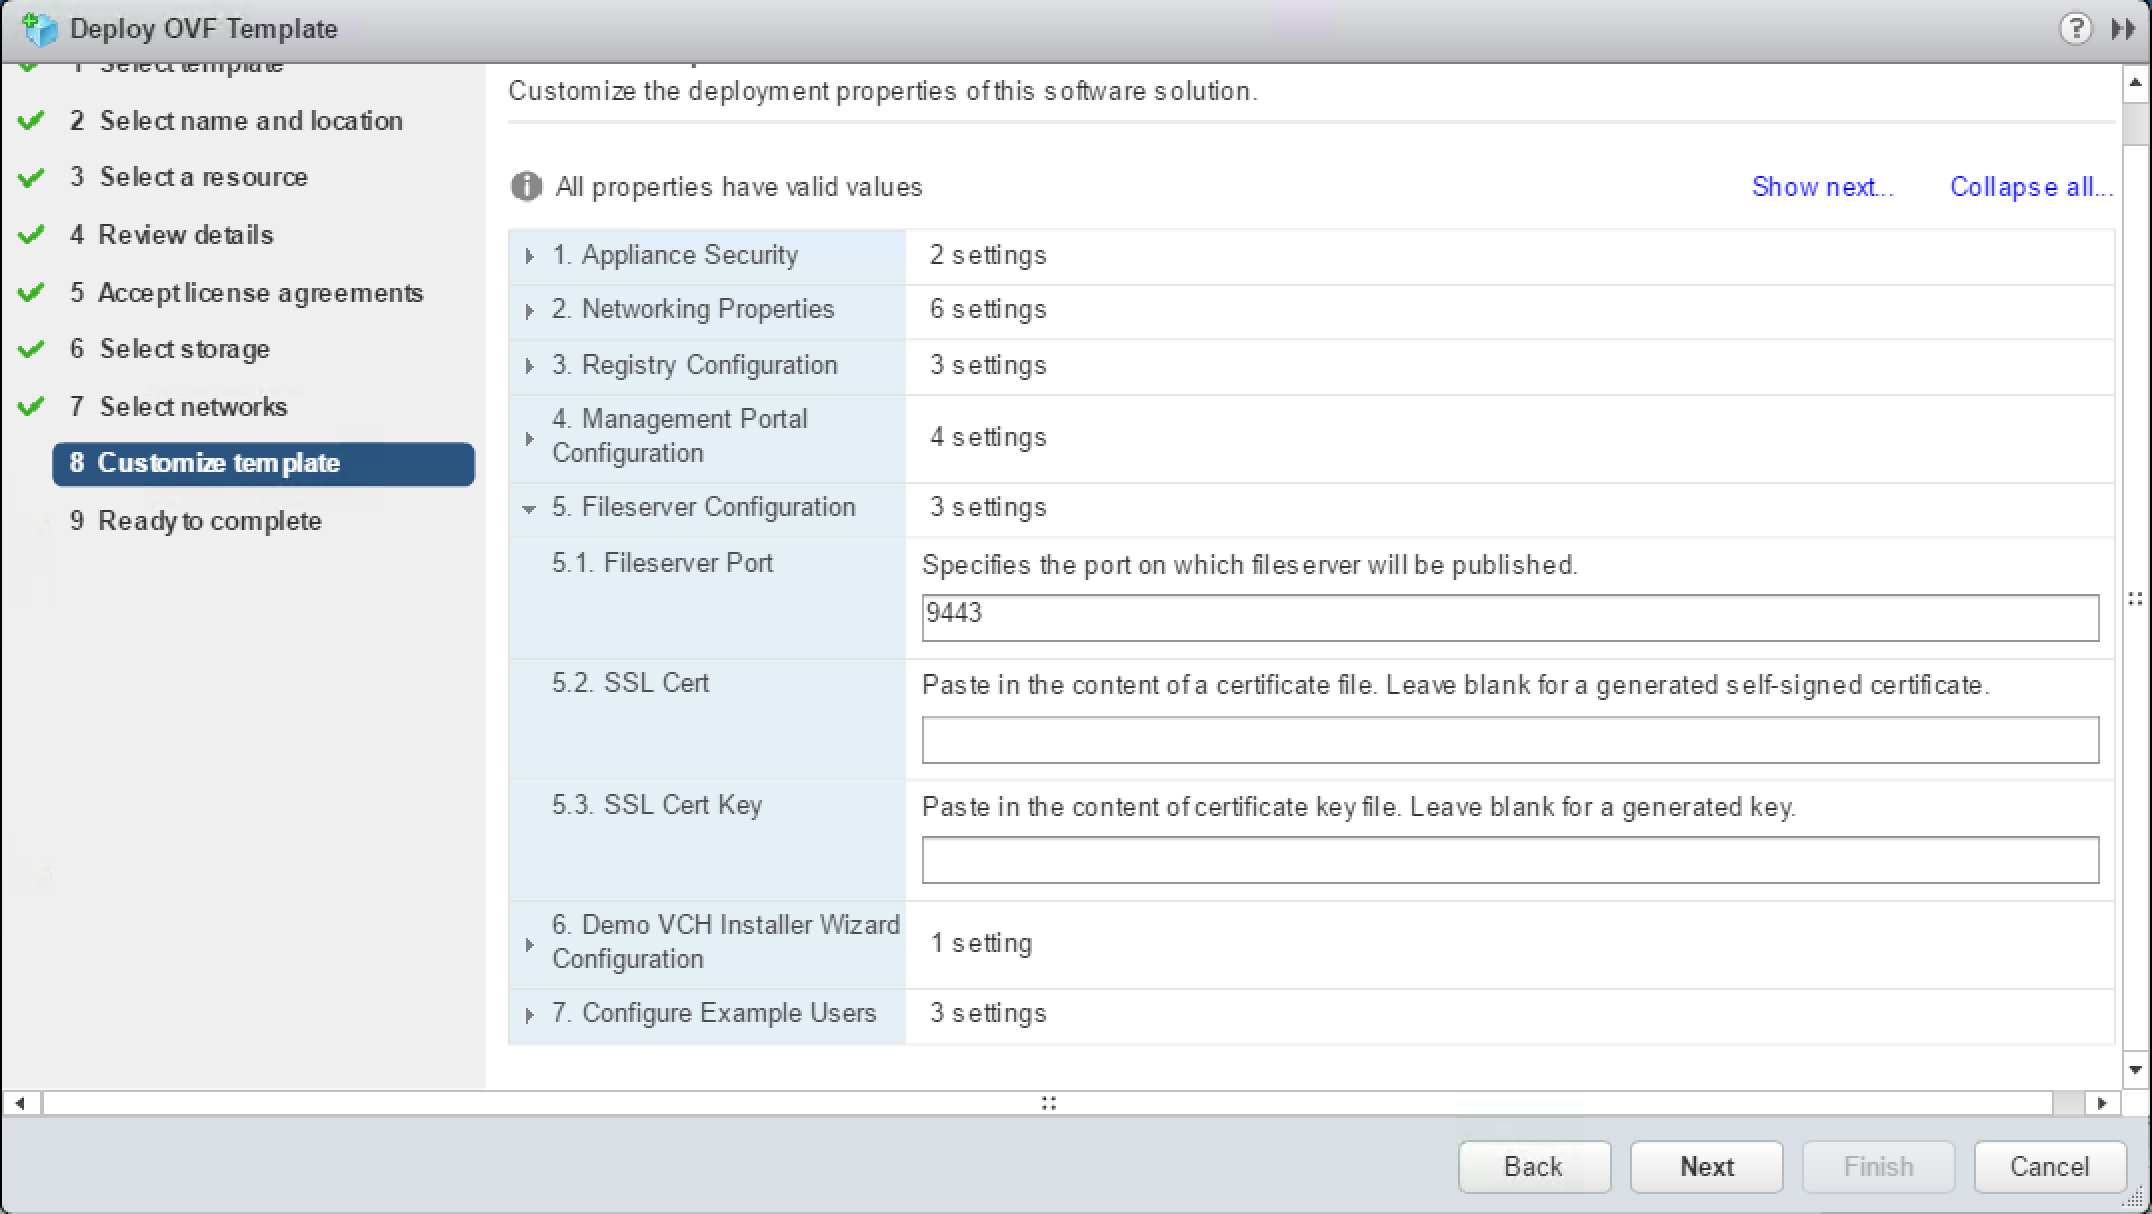 Deploy OVF Template
?
1 Select template
2 Select name and location
3 Select a resource
4 Review details
5 Accept license agreements
6 Select storage
7 Select networks
8 Customize template
9 Ready to complete
Customize the deployment properties of this software solution.
All properties have valid values
Show next...
Collapse all...
1. Appliance Security
2 settings
2. Networking Properties
6 settings
3. Registry Configuration
3 settings
4. Management Portal
Configuration
4 settings
5. Fileserver Configuration
3 settings
5.1. Fileserver Port
Specifies the port on which fileserver will be published.
9443
5.2. SSL Cert
Paste in the content of a certificate file. Leave blank for a generated self-signed certificate.
5.3. SSL Cert Key
Paste in the content of certificate key file. Leave blank for a generated key.
6. Demo VCH Installer Wizard
Configuration
1 setting
7. Configure Example Users
3 settings
Back
Next
Finish
Cancel